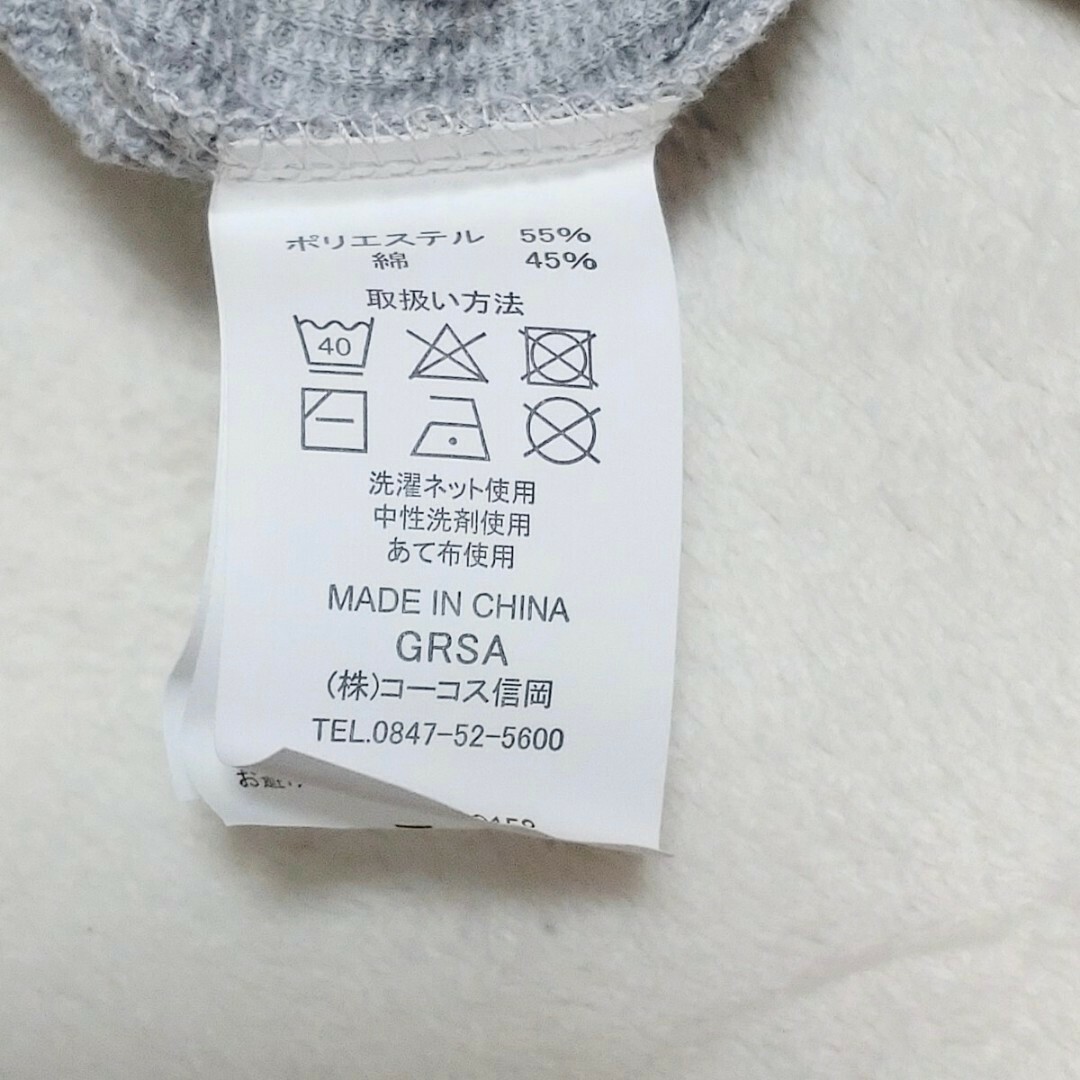 ポリエステル 55%
綿 45%
取扱い方法
40
洗濯ネット使用
中性洗剤使用
あて布使用
MADE IN CHINA
GRSA
(株)コーコス信岡
TEL.0847-52-5600